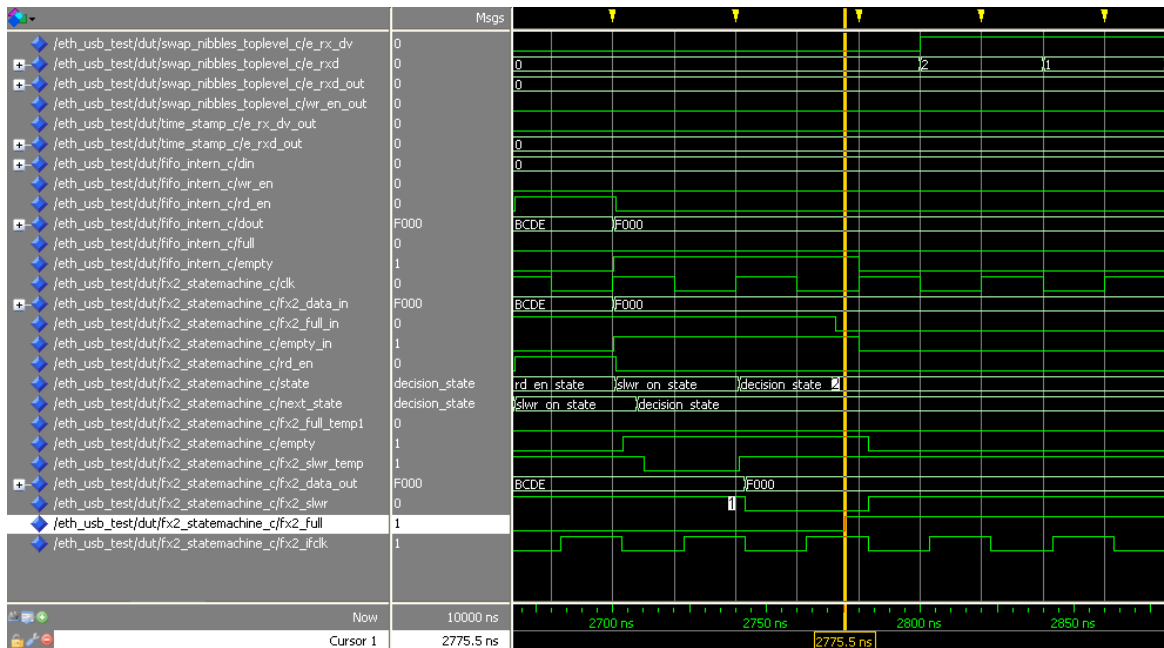 Msgs
/eth_usb_test/dut/swap_nibbles_toplevel_c/e_rx_dv 0
/eth_usb_test/dut/swap_nibbles_toplevel_c/e_rxd 0 0 2 1
/eth_usb_test/dut/swap_nibbles_toplevel_c/e_rxd_out 0 0
/eth_usb_test/dut/swap_nibbles_toplevel_c/wr_en_out 0
/eth_usb_test/dut/time_stamp_c/e_rx_dv_out 0
/eth_usb_test/dut/time_stamp_c/e_rxd_out 0 0
/eth_usb_test/dut/fifo_intern_c/din 0 0
/eth_usb_test/dut/fifo_intern_c/wr_en 0
/eth_usb_test/dut/fifo_intern_c/rd_en 0
/eth_usb_test/dut/fifo_intern_c/dout F000 BCDE F000
/eth_usb_test/dut/fifo_intern_c/full 0
/eth_usb_test/dut/fifo_intern_c/empty 1
/eth_usb_test/dut/fx2_statemachine_c/clk 0
/eth_usb_test/dut/fx2_statemachine_c/fx2_data_in F000 BCDE F000
/eth_usb_test/dut/fx2_statemachine_c/fx2_full_in 0
/eth_usb_test/dut/fx2_statemachine_c/empty_in 1
/eth_usb_test/dut/fx2_statemachine_c/rd_en 0
/eth_usb_test/dut/fx2_statemachine_c/state decision_state rd_en_state slwr_on_state decision_state 2
/eth_usb_test/dut/fx2_statemachine_c/next_state decision_state slwr_on_state decision_state
/eth_usb_test/dut/fx2_statemachine_c/fx2_full_temp1 0
/eth_usb_test/dut/fx2_statemachine_c/empty 1
/eth_usb_test/dut/fx2_statemachine_c/fx2_slwr_temp 1
/eth_usb_test/dut/fx2_statemachine_c/fx2_data_out F000 BCDE F000
/eth_usb_test/dut/fx2_statemachine_c/fx2_slwr 0 1
/eth_usb_test/dut/fx2_statemachine_c/fx2_full 1
/eth_usb_test/dut/fx2_statemachine_c/fx2_ifclk 1
Now 10000 ns 2700 ns 2750 ns 2800 ns 2850 ns
Cursor 1 2775.5 ns 2775.5 ns